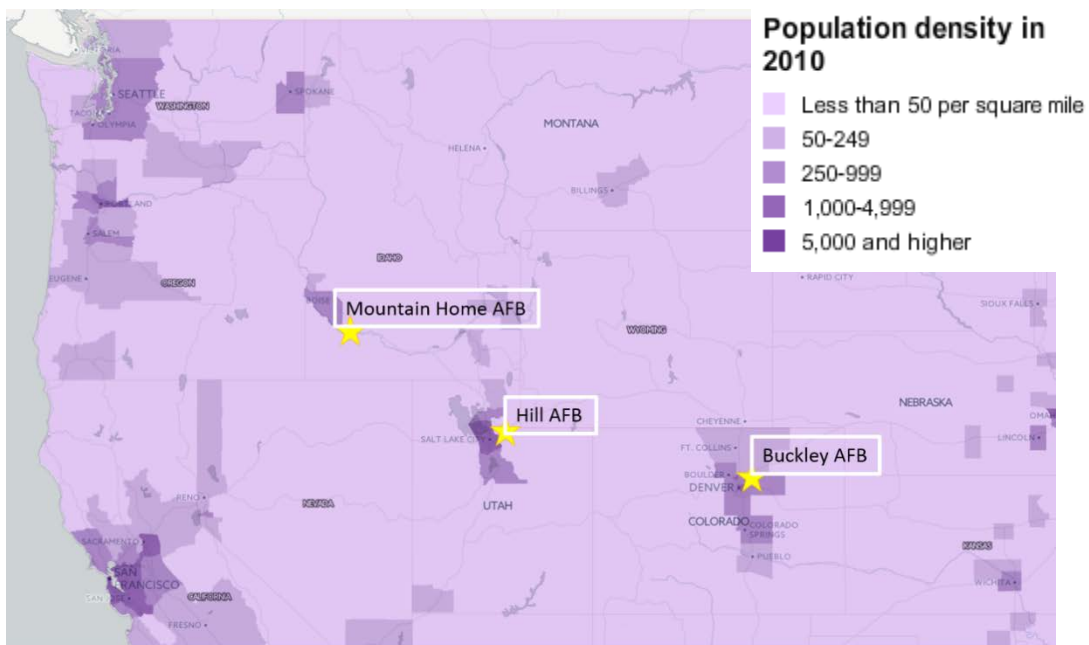 Population density in
2010
Less than 50 per square mile
50-249
250-999
1,000-4,999
5,000 and higher
VICTORIA
SEATTLE
WASHINGTON
SPOKANE
OLYMPIA
MONTANA
HELENA
BILLINGS
PORTLAND
SALEM
EUGENE
OREGON
IDAHO
BOISE
Mountain Home AFB
RAPID CITY
SIOUX FALLS
WYOMING
Hill AFB
SALT LAKE CITY
NEBRASKA
CHEYENNE
FT. COLLINS
LINCOLN
Buckley AFB
BOULDER
DENVER
RENO
NEVADA
UTAH
COLORADO
COLORADO
SPRINGS
PUEBLO
KANSAS
WICHITA
SACRAMENTO
SAN
FRANCISCO
CALIFORNIA
FRESNO